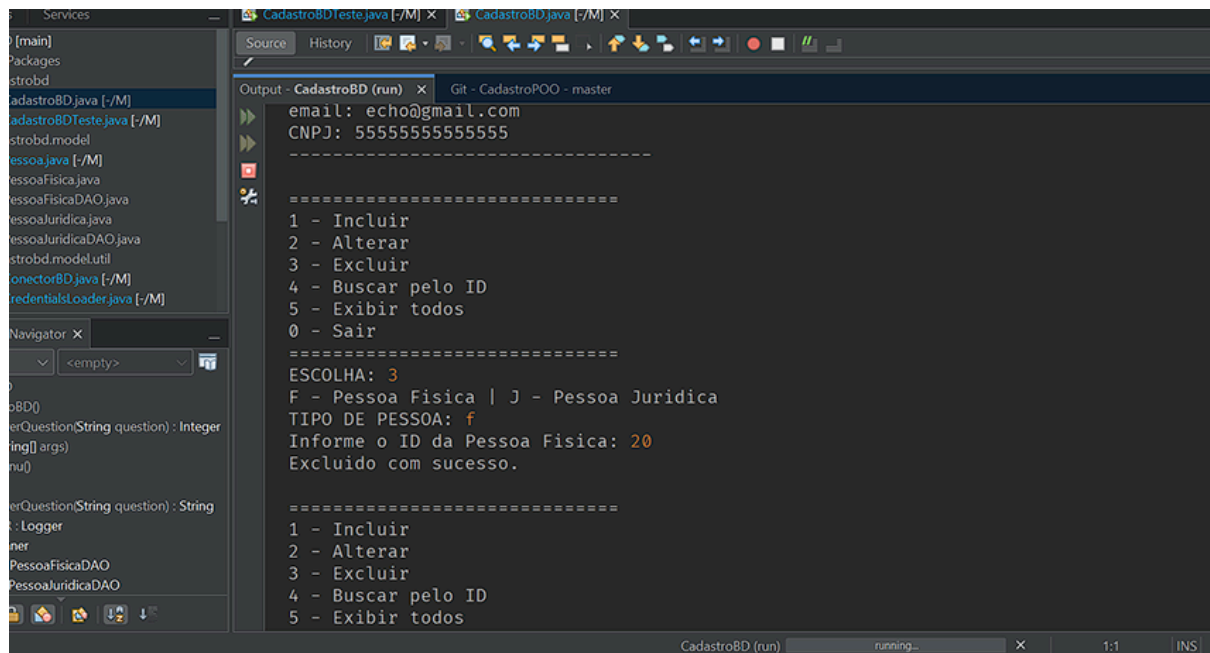 Services
CadastroBDTeste.java [-/M] ×
CadastroBD.java [-/M] ×
[main]
Packages
strobd
adastroBD.java [-/M]
adastroBDTeste.java [-/M]
strobd.model
essoa.java [-/M]
essoaFisica.java
essoaFisicaDAO.java
essoaJuridica.java
essoaJuridicaDAO.java
strobd.model.util
onectorBD.java [-/M]
redentialsLoader.java [-/M]
Navigator ×
<empty>
oBD()
erQuestion(String question) : Integer
ring[] args)
nu()
erQuestion(String question) : String
: Logger
ner
PessoaFisicaDAO
PessoaJuridicaDAO
Source History
Output - CadastroBD (run) ×
Git - CadastroPOO - master
email: echo@gmail.com
CNPJ: 55555555555555
---------------------------------
==============================
1 - Incluir
2 - Alterar
3 - Excluir
4 - Buscar pelo ID
5 - Exibir todos
0 - Sair
==============================
ESCOLHA: 3
F - Pessoa Fisica | J - Pessoa Juridica
TIPO DE PESSOA: f
Informe o ID da Pessoa Fisica: 20
Excluido com sucesso.
==============================
1 - Incluir
2 - Alterar
3 - Excluir
4 - Buscar pelo ID
5 - Exibir todos
CadastroBD (run) running... × 1:1 INS